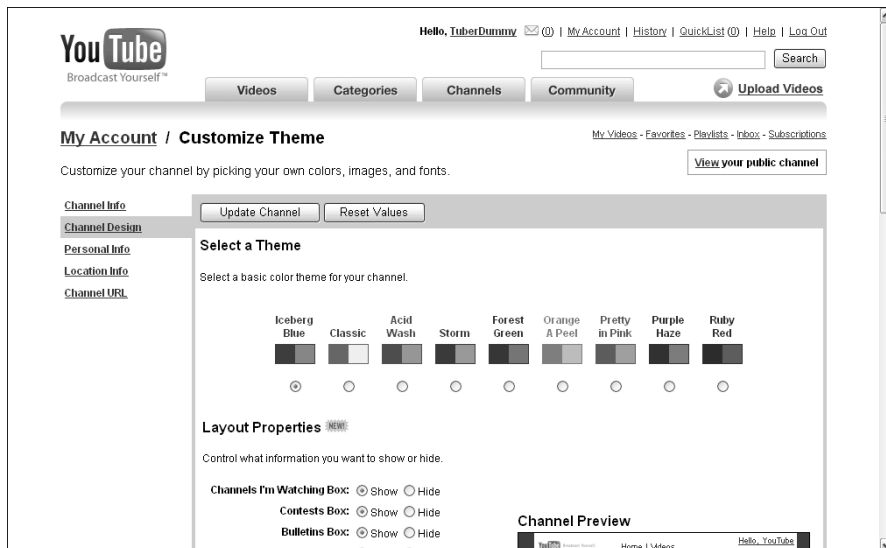 Hello, TuberDummy (0) | My Account | History | QuickList (0) | Help | Log Out
YouTube
Broadcast Yourself™
Search
Videos Categories Channels Community Upload Videos
My Account / Customize Theme
My Videos - Favorites - Playlists - Inbox - Subscriptions
Customize your channel by picking your own colors, images, and fonts.
View your public channel
Channel Info
Channel Design
Personal Info
Location Info
Channel URL
Update Channel Reset Values
Select a Theme
Select a basic color theme for your channel.
Iceberg Blue
Classic
Acid Wash
Storm
Forest Green
Orange A Peel
Pretty in Pink
Purple Haze
Ruby Red
Layout Properties NEW!
Control what information you want to show or hide.
Channels I'm Watching Box: Show Hide
Contests Box: Show Hide
Bulletins Box: Show Hide
Channel Preview
YouTube Home | Videos Hello, YouTube